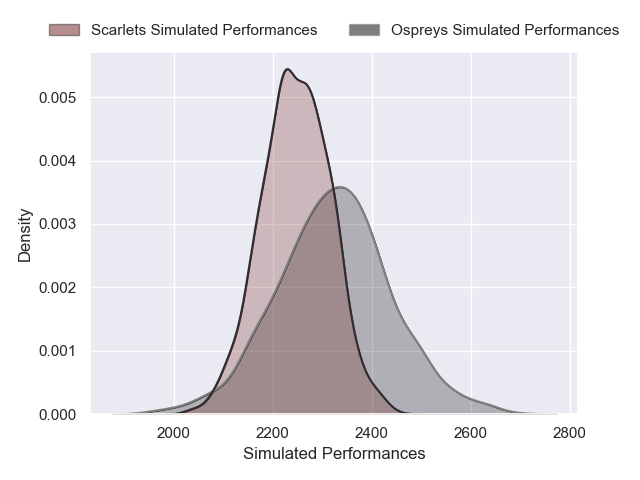 Scarlets Simulated Performances
Ospreys Simulated Performances
0.005
0.004
0.003
0.002
0.001
0.000
Density
2000 2200 2400 2600 2800
Simulated Performances